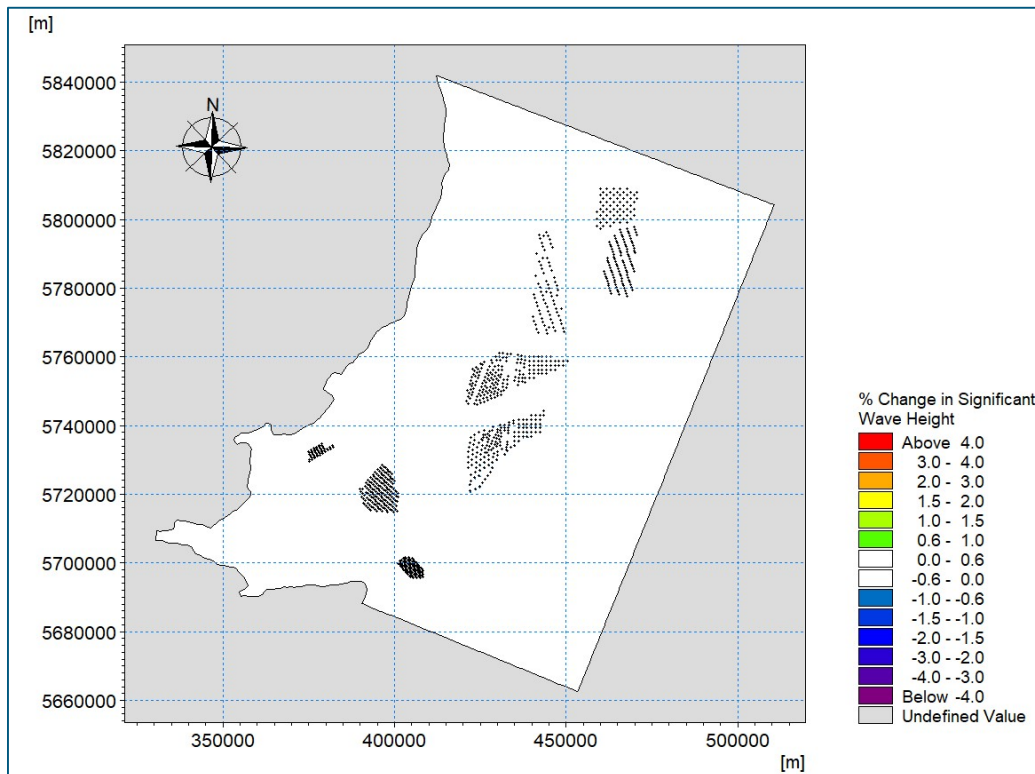 [m]
5840000
N
5820000
5800000
5780000
5760000
5740000
5720000
5700000
5680000
5660000
350000 400000 450000 500000
[m]
% Change in Significant
Wave Height
Above 4.0
3.0 - 4.0
2.0 - 3.0
1.5 - 2.0
1.0 - 1.5
0.6 - 1.0
0.0 - 0.6
-0.6 - 0.0
-1.0 - -0.6
-1.5 - -1.0
-2.0 - -1.5
-3.0 - -2.0
-4.0 - -3.0
Below -4.0
Undefined Value